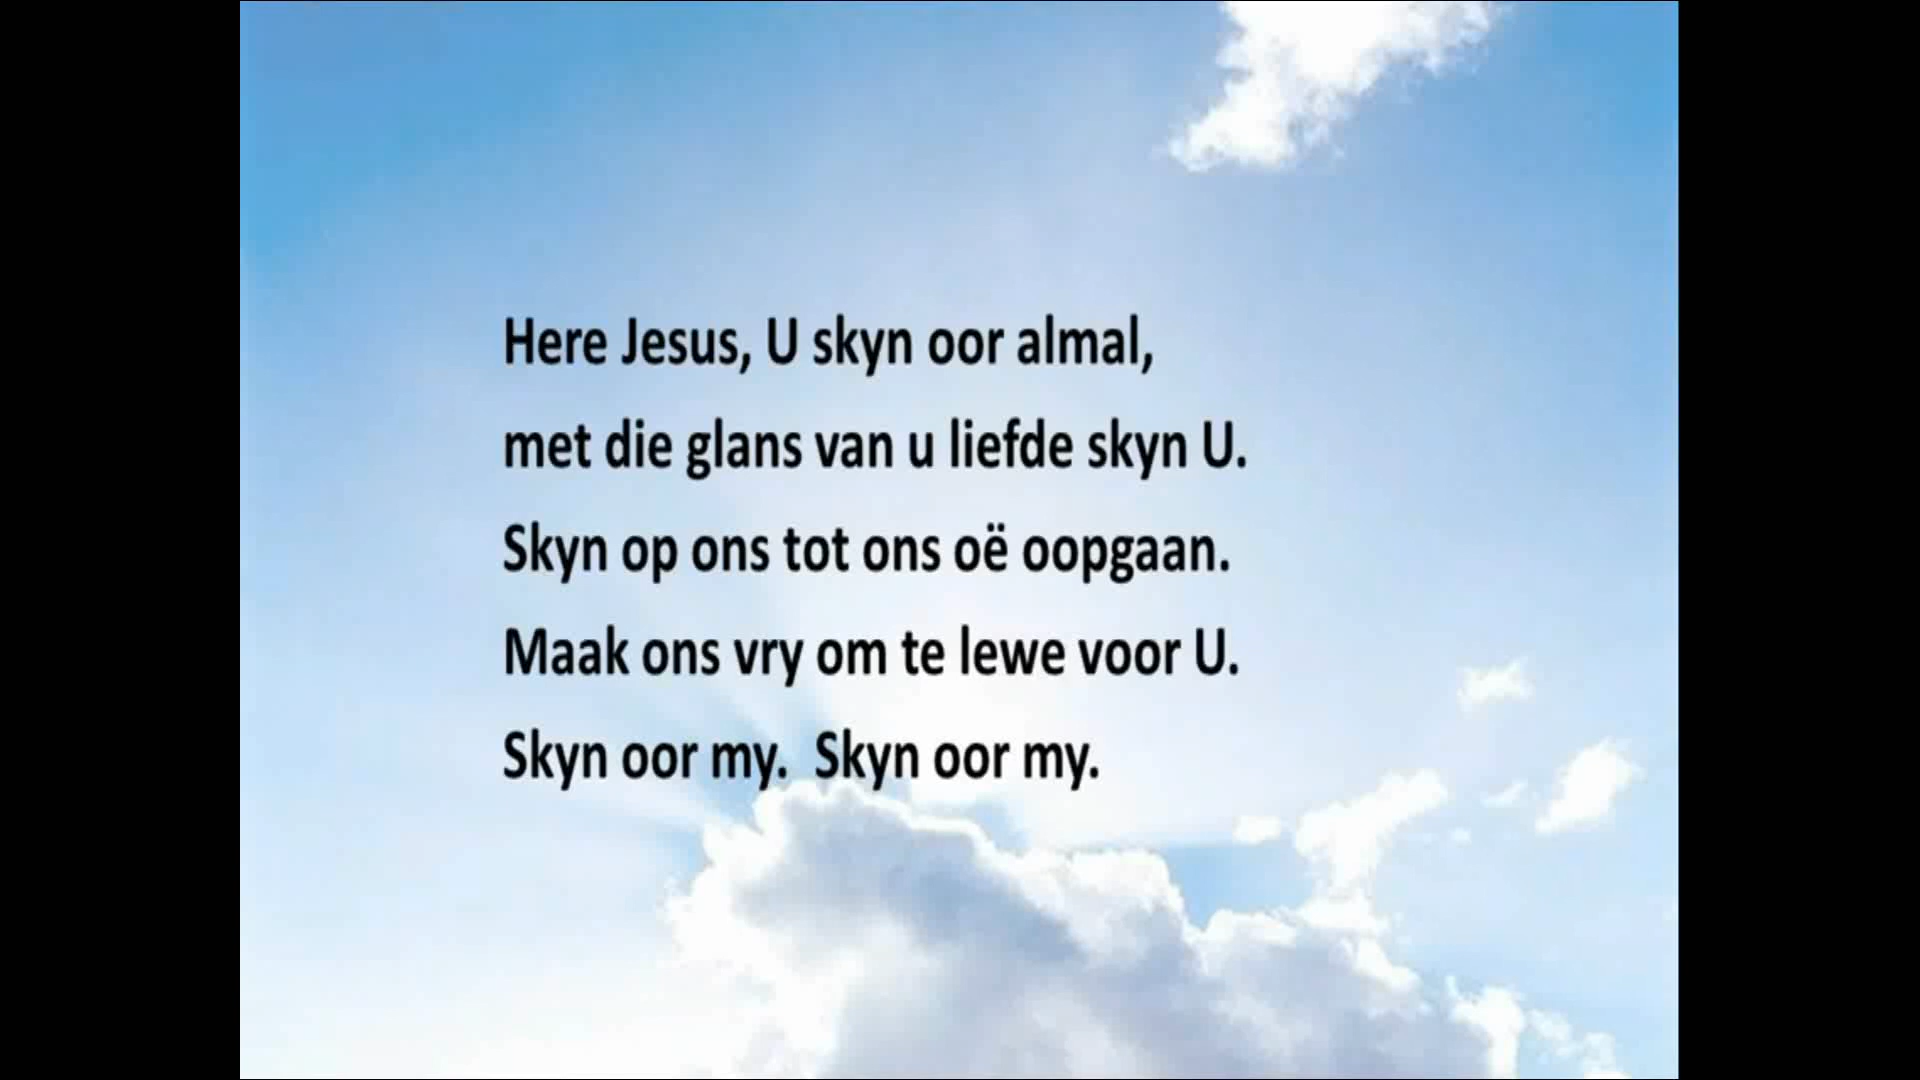 Here Jesus, U skyn oor almal,
met die glans van u liefde skyn U.
Skyn op ons tot ons oë oopgaan.
Maak ons vry om te lewe voor U.
Skyn oor my.  Skyn oor my.